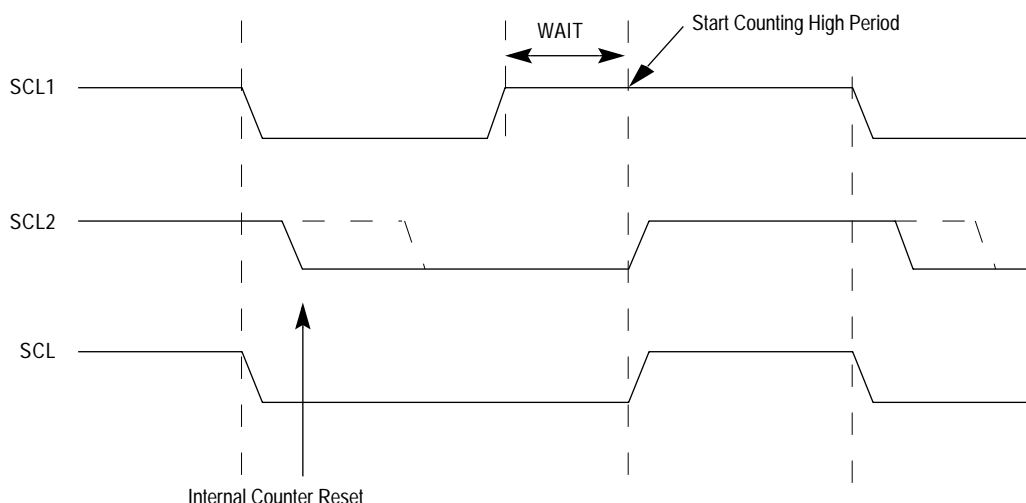 WAIT
Start Counting High Period
SCL1
SCL2
SCL
Internal Counter Reset